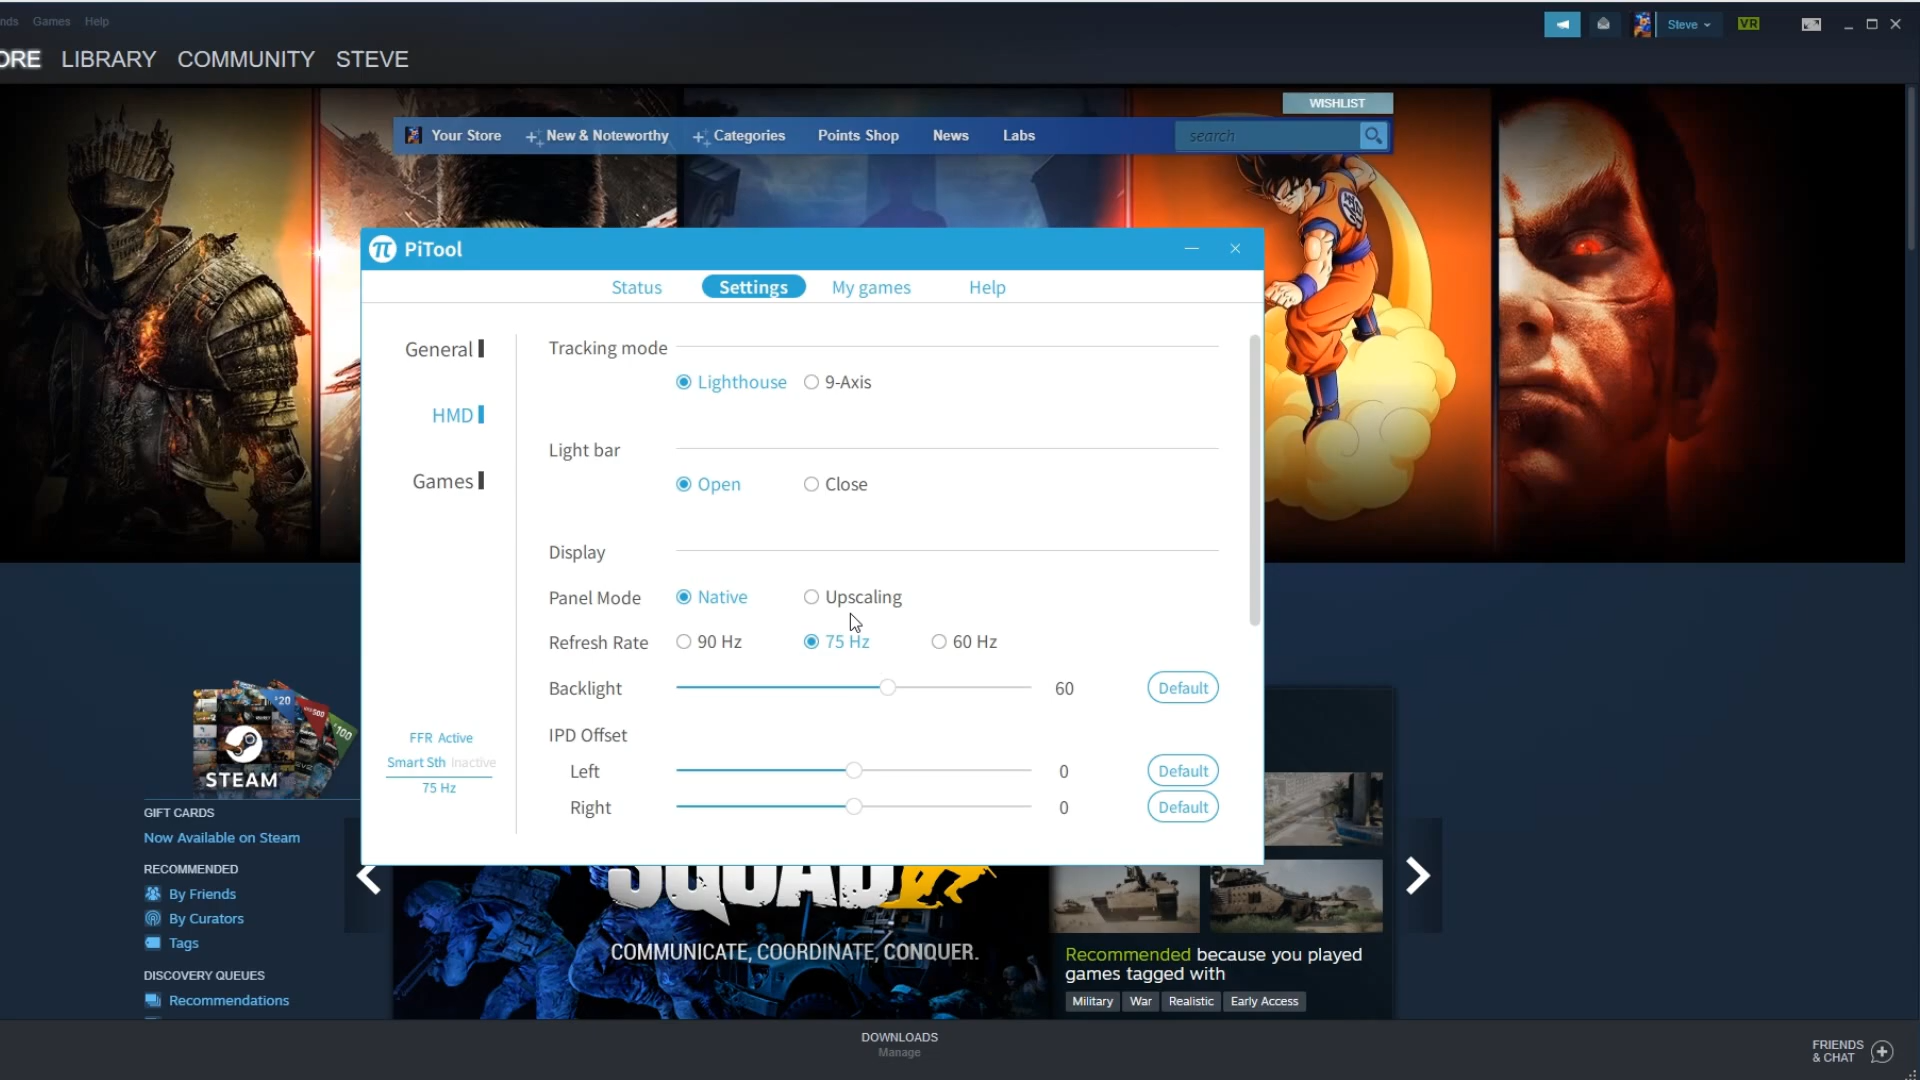 nds Games Help
Steve
VR
ORE LIBRARY COMMUNITY STEVE
WISHLIST
Your Store New & Noteworthy Categories Points Shop News Labs
search
PiTool
Status Settings My games Help
General
HMD
Games
Tracking mode
Lighthouse 9-Axis
Light bar
Open Close
Display
Panel Mode Native Upscaling
Refresh Rate 90 Hz 75 Hz 60 Hz
Backlight 60 Default
IPD Offset
Left 0 Default
Right 0 Default
FFR Active
Smart Sth Inactive
75 Hz
$20
$100
STEAM
GIFT CARDS
Now Available on Steam
RECOMMENDED
By Friends
By Curators
Tags
DISCOVERY QUEUES
Recommendations
SQUAD
COMMUNICATE, COORDINATE, CONQUER.
Recommended because you played
games tagged with
Military War Realistic Early Access
DOWNLOADS
Manage
FRIENDS
& CHAT